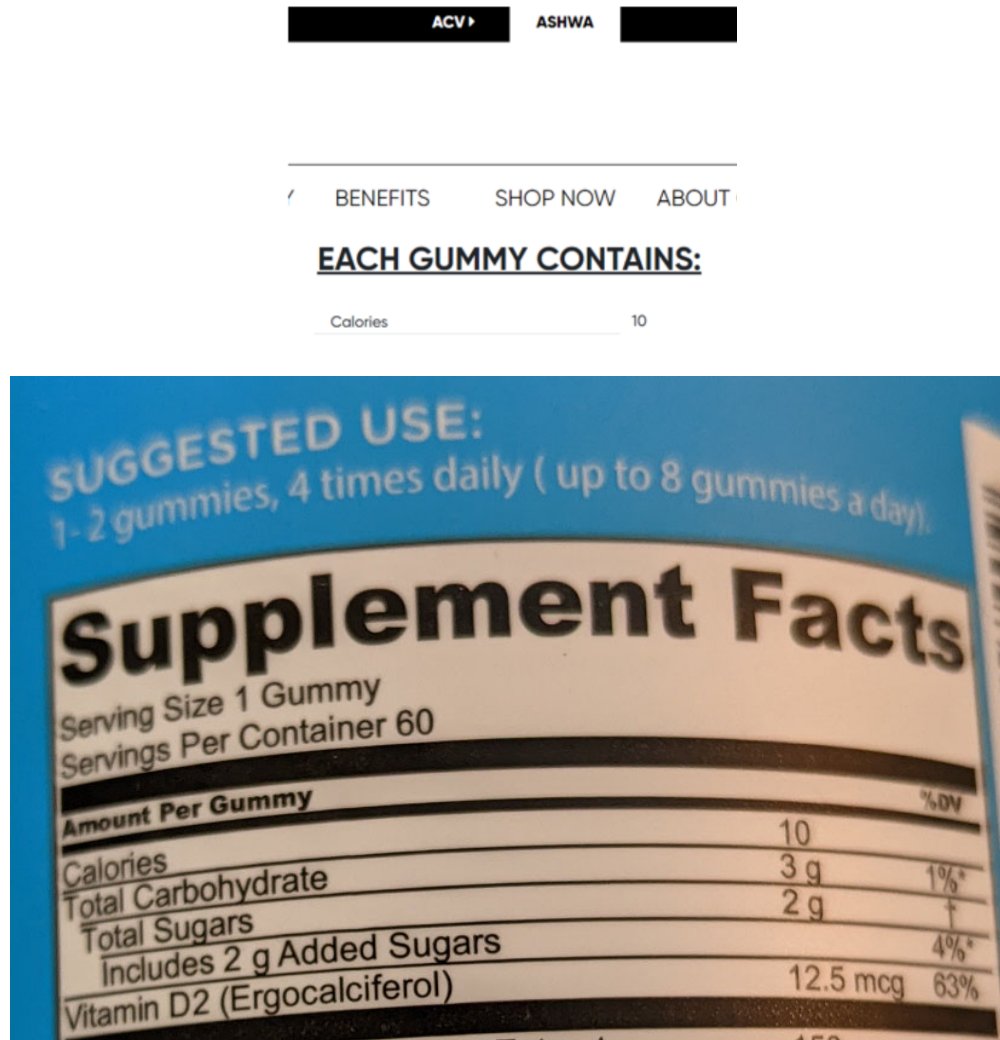 ACV ASHWA
BENEFITS SHOP NOW ABOUT
EACH GUMMY CONTAINS:
Calories 10
SUGGESTED USE:
1-2 gummies, 4 times daily ( up to 8 gummies a day).
Supplement Facts
Serving Size 1 Gummy
Servings Per Container 60
Amount Per Gummy %DV
Calories 10
Total Carbohydrate 3 g 1%*
Total Sugars 2 g †
Includes 2 g Added Sugars 4%*
Vitamin D2 (Ergocalciferol) 12.5 mcg 63%